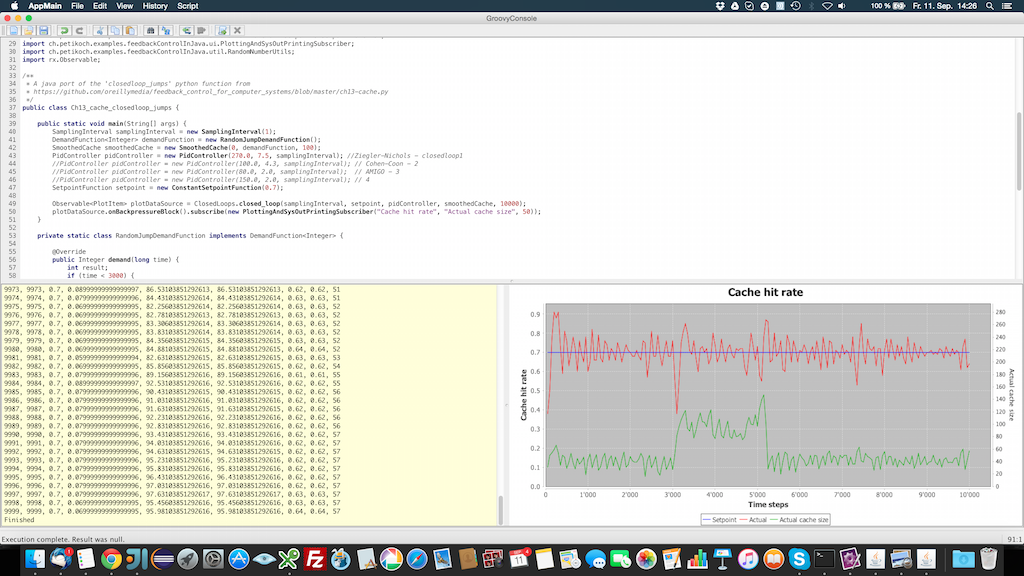 AppMain File Edit View History Script
100 % Fr. 11. Sep. 14:26
GroovyConsole
29 import ch.petikoch.examples.feedbackControlInJava.ui.PlottingAndSysOutPrintingSubscriber;
30 import ch.petikoch.examples.feedbackControlInJava.util.RandomNumberUtils;
31 import rx.Observable;
32
33 /**
34 * A java port of the 'closedloop_jumps' python function from
35 * https://github.com/oreillymedia/feedback_control_for_computer_systems/blob/master/ch13-cache.py
36 */
37 public class Ch13_cache_closedloop_jumps {
38
39 public static void main(String[] args) {
40 SamplingInterval samplingInterval = new SamplingInterval(1);
41 DemandFunction<Integer> demandFunction = new RandomJumpDemandFunction();
42 SmoothedCache smoothedCache = new SmoothedCache(0, demandFunction, 100);
43 PidController pidController = new PidController(270.0, 7.5, samplingInterval); //Ziegler-Nichols - closedloop1
44 //PidController pidController = new PidController(100.0, 4.3, samplingInterval); // Cohen-Coon - 2
45 //PidController pidController = new PidController(80.0, 2.0, samplingInterval); // AMIGO - 3
46 //PidController pidController = new PidController(150.0, 2.0, samplingInterval); // 4
47 SetpointFunction setpoint = new ConstantSetpointFunction(0.7);
48
49 Observable<PlotItem> plotDataSource = ClosedLoops.closed_loop(samplingInterval, setpoint, pidController, smoothedCache, 10000);
50 plotDataSource.onBackpressureBlock().subscribe(new PlottingAndSysOutPrintingSubscriber("Cache hit rate", "Actual cache size", 50));
51 }
52
53 private static class RandomJumpDemandFunction implements DemandFunction<Integer> {
54
55 @Override
56 public Integer demand(long time) {
57 int result;
58 if (time < 3000) {
9973, 9973, 0.7, 0.08999999999999997, 86.53103851292613, 86.53103851292613, 0.62, 0.62, 51
9974, 9974, 0.7, 0.07999999999999996, 84.43103851292614, 84.43103851292614, 0.63, 0.63, 51
9975, 9975, 0.7, 0.06999999999999995, 82.25603851292614, 82.25603851292614, 0.63, 0.63, 52
9976, 9976, 0.7, 0.06999999999999995, 82.78103851292613, 82.78103851292613, 0.63, 0.63, 52
9977, 9977, 0.7, 0.06999999999999995, 83.30603851292614, 83.30603851292614, 0.63, 0.63, 52
9978, 9978, 0.7, 0.06999999999999995, 83.83103851292614, 83.83103851292614, 0.63, 0.63, 52
9979, 9979, 0.7, 0.06999999999999995, 84.35603851292614, 84.35603851292614, 0.63, 0.63, 52
9980, 9980, 0.7, 0.06999999999999995, 84.88103851292615, 84.88103851292615, 0.64, 0.64, 52
9981, 9981, 0.7, 0.05999999999999994, 82.63103851292615, 82.63103851292615, 0.63, 0.63, 53
9982, 9982, 0.7, 0.06999999999999995, 85.85603851292614, 85.85603851292614, 0.62, 0.62, 54
9983, 9983, 0.7, 0.07999999999999996, 89.15603851292614, 89.15603851292614, 0.61, 0.61, 55
9984, 9984, 0.7, 0.08999999999999997, 92.53103851292616, 92.53103851292616, 0.62, 0.62, 55
9985, 9985, 0.7, 0.07999999999999996, 90.43103851292615, 90.43103851292615, 0.62, 0.62, 56
9986, 9986, 0.7, 0.07999999999999996, 91.03103851292616, 91.03103851292616, 0.62, 0.62, 56
9987, 9987, 0.7, 0.07999999999999996, 91.63103851292615, 91.63103851292615, 0.62, 0.62, 56
9988, 9988, 0.7, 0.07999999999999996, 92.23103851292616, 92.23103851292616, 0.62, 0.62, 56
9989, 9989, 0.7, 0.07999999999999996, 92.83103851292616, 92.83103851292616, 0.62, 0.62, 56
9990, 9990, 0.7, 0.07999999999999996, 93.43103851292616, 93.43103851292616, 0.62, 0.62, 57
9991, 9991, 0.7, 0.07999999999999996, 94.03103851292615, 94.03103851292615, 0.62, 0.62, 57
9992, 9992, 0.7, 0.07999999999999996, 94.63103851292615, 94.63103851292615, 0.62, 0.62, 57
9993, 9993, 0.7, 0.07999999999999996, 95.23103851292616, 95.23103851292616, 0.62, 0.62, 57
9994, 9994, 0.7, 0.07999999999999996, 95.83103851292616, 95.83103851292616, 0.62, 0.62, 57
9995, 9995, 0.7, 0.07999999999999996, 96.43103851292616, 96.43103851292616, 0.62, 0.62, 57
9996, 9996, 0.7, 0.07999999999999996, 97.03103851292616, 97.03103851292616, 0.62, 0.62, 57
9997, 9997, 0.7, 0.07999999999999996, 97.63103851292617, 97.63103851292617, 0.63, 0.63, 57
9998, 9998, 0.7, 0.06999999999999995, 95.45603851292616, 95.45603851292616, 0.63, 0.63, 57
9999, 9999, 0.7, 0.06999999999999995, 95.98103851292616, 95.98103851292616, 0.64, 0.64, 57
Finished
Cache hit rate
Cache hit rate
0.9
0.8
0.7
0.6
0.5
0.4
0.3
0.2
0.1
0.0
280
260
240
220
200
180
160
140
120
100
80
60
40
20
0
Actual cache size
0 1'000 2'000 3'000 4'000 5'000 6'000 7'000 8'000 9'000 10'000
Time steps
Setpoint Actual Actual cache size
Execution complete. Result was null.
91:1